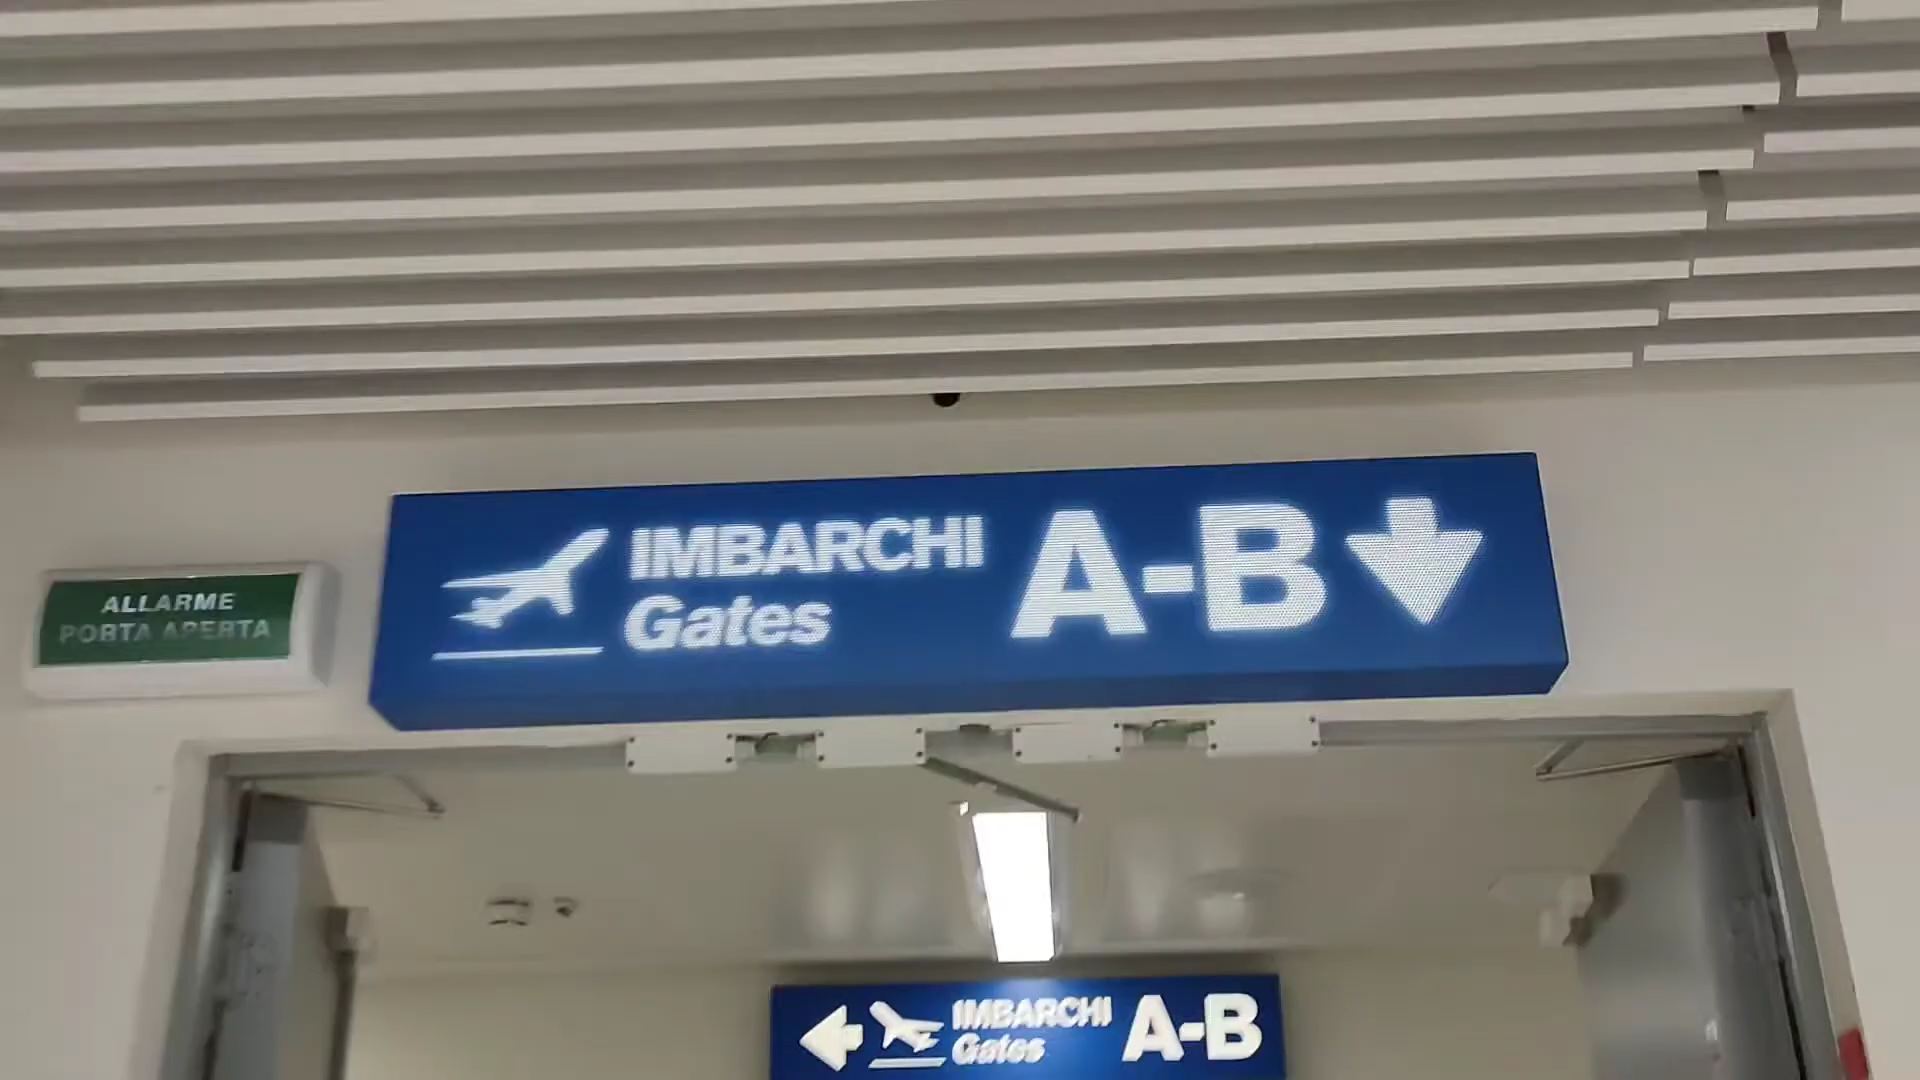 IMBARCHI
Gates
A-B
ALLARME
PORTA APERTA
IMBARCHI
Gates
A-B